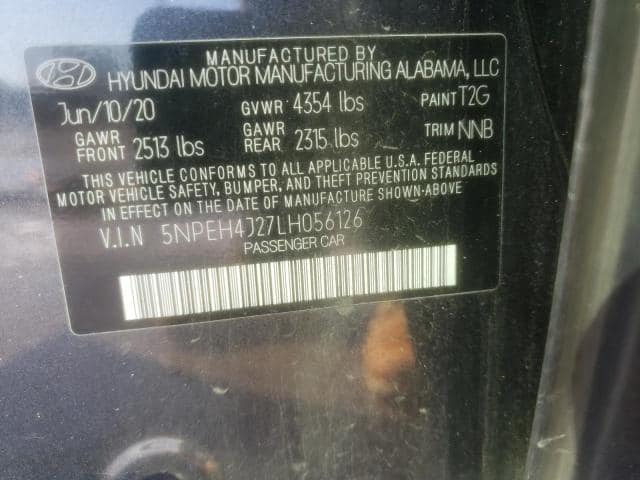 MANUFACTURED BY
HYUNDAI MOTOR MANUFACTURING ALABAMA, LLC
Jun/10/20 GVWR 4354 lbs PAINT T2G
GAWR FRONT 2513 lbs GAWR REAR 2315 lbs TRIM NNB
THIS VEHICLE CONFORMS TO ALL APPLICABLE U.S.A. FEDERAL
MOTOR VEHICLE SAFETY, BUMPER, AND THEFT PREVENTION STANDARDS
IN EFFECT ON THE DATE OF MANUFACTURE SHOWN-ABOVE
V.I.N 5NPEH4J27LH056126
PASSENGER CAR